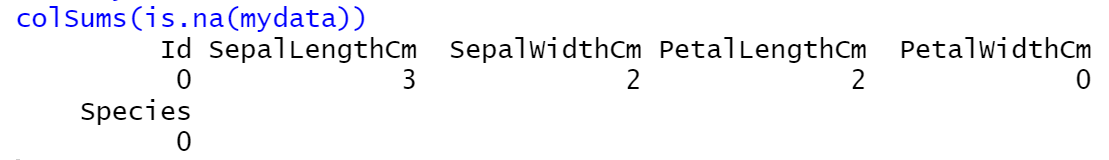 colSums(is.na(mydata))
Id SepalLengthCm SepalWidthCm PetalLengthCm PetalWidthCm
0 3 2 2 0
Species
0